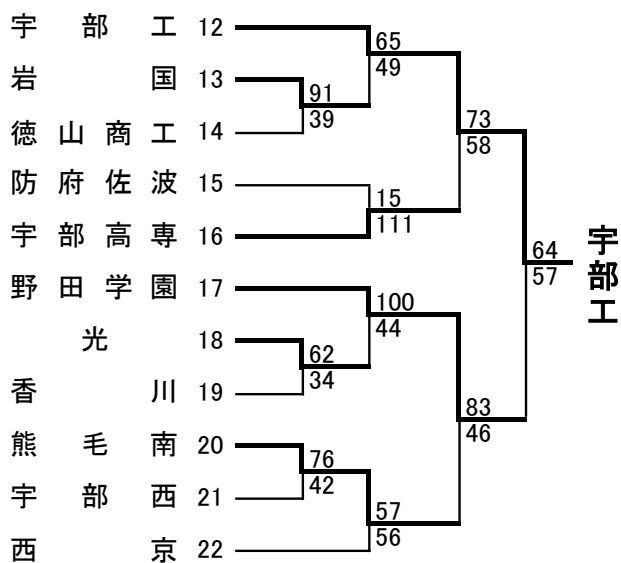 宇部工 12
岩国 13
徳山商工 14
防府佐波 15
宇部高専 16
野田学園 17
光 18
香川 19
熊毛南 20
宇部西 21
西京 22
91
39
62
34
76
42
65
49
15
111
100
44
57
56
73
58
83
46
64
57
宇部工